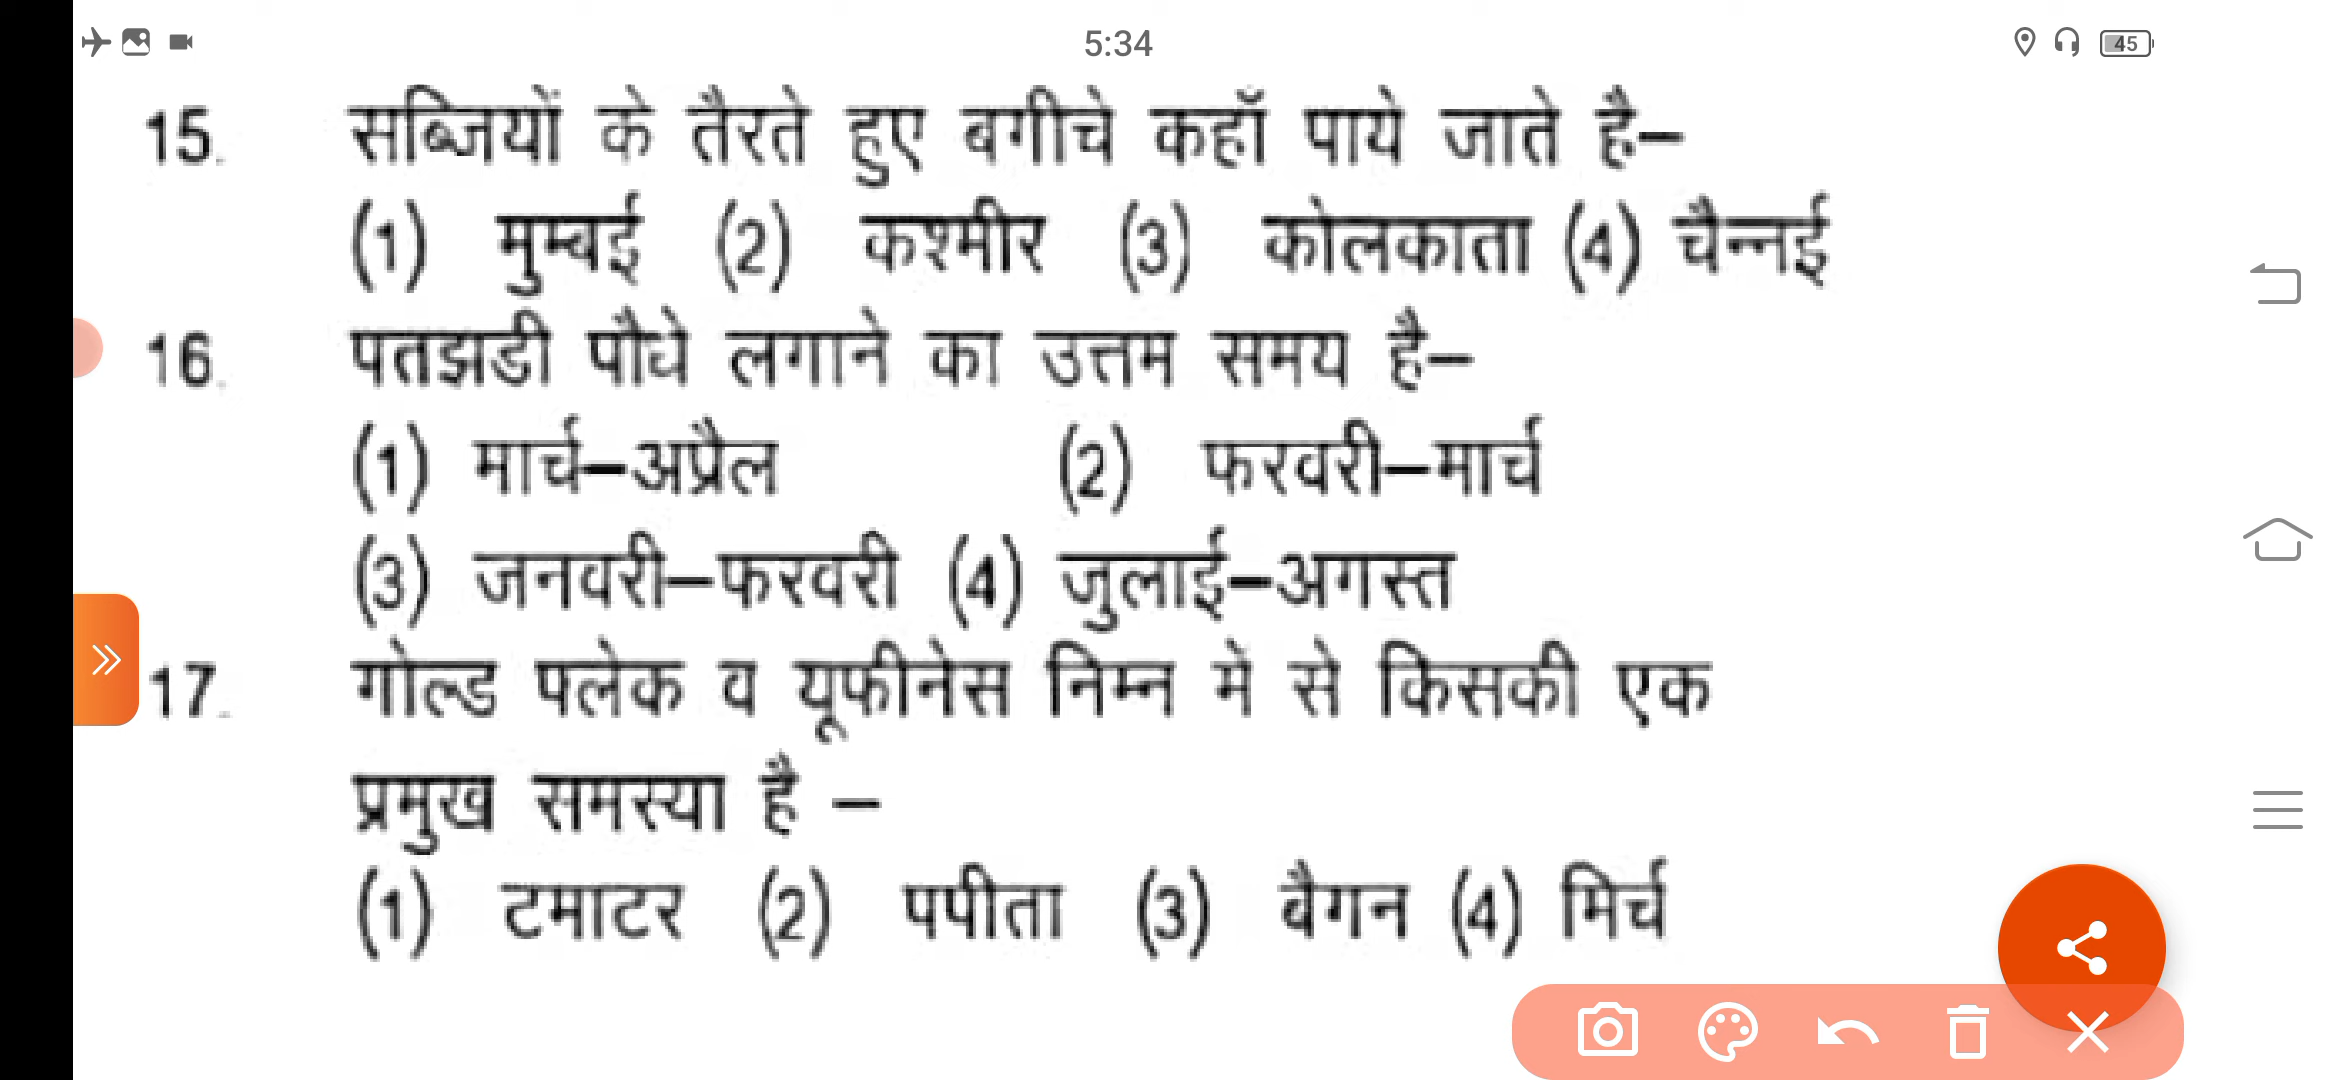 5:34
45
15. सब्जियों के तैरते हुए बगीचे कहाँ पाये जाते है–
(1) मुम्बई (2) कश्मीर (3) कोलकाता (4) चैन्नई
16. पतझडी पौधे लगाने का उत्तम समय है–
(1) मार्च–अप्रैल (2) फरवरी–मार्च
(3) जनवरी–फरवरी (4) जुलाई–अगस्त
17. गोल्ड पलेक व यूफीनेस निम्न में से किसकी एक
प्रमुख समस्या है –
(1) टमाटर (2) पपीता (3) बैगन (4) मिर्च